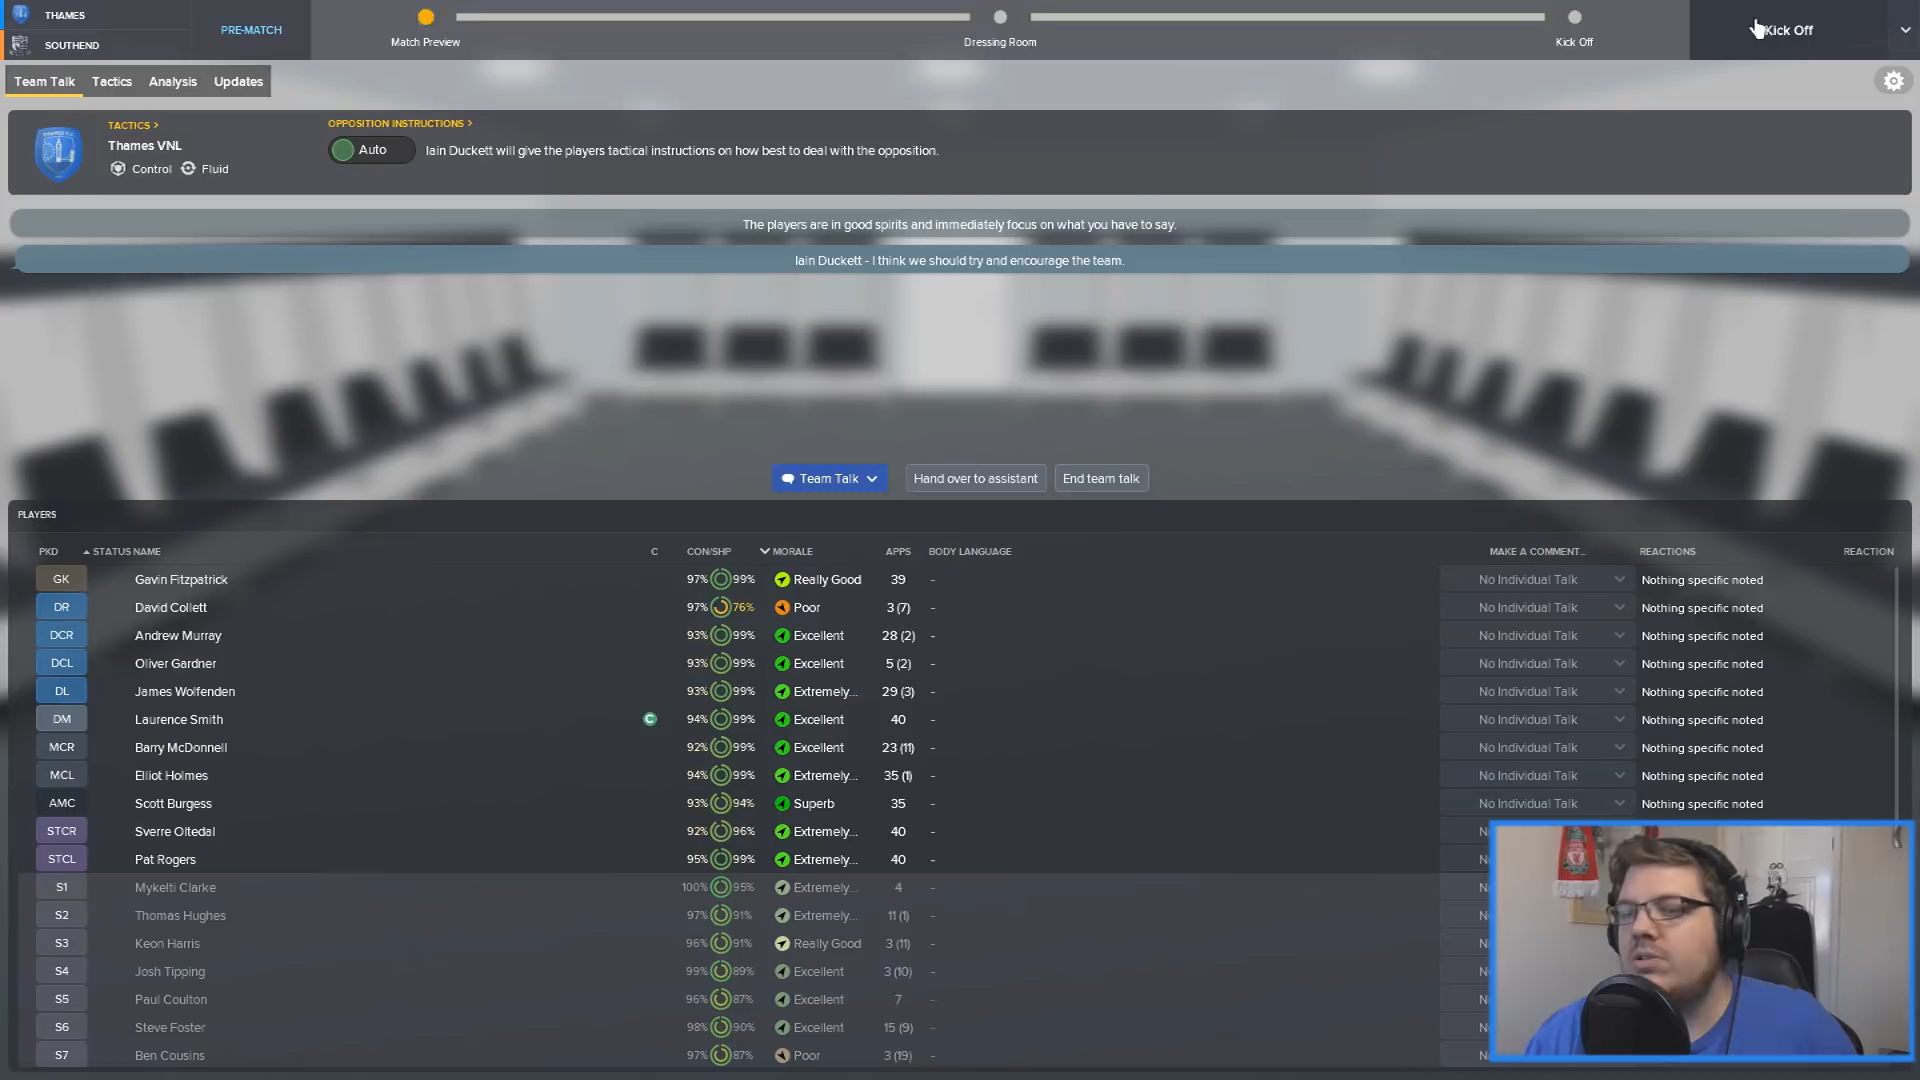 THAMES
SOUTHEND
PRE-MATCH
Match Preview
Dressing Room
Kick Off
Kick Off
Team Talk Tactics Analysis Updates
TACTICS >
Thames VNL
Control Fluid
OPPOSITION INSTRUCTIONS >
Auto
Iain Duckett will give the players tactical instructions on how best to deal with the opposition.
The players are in good spirits and immediately focus on what you have to say.
Iain Duckett - I think we should try and encourage the team.
Team Talk Hand over to assistant End team talk
PLAYERS
PKD STATUS NAME C CON/SHP MORALE APPS BODY LANGUAGE MAKE A COMMENT... REACTIONS REACTION
GK Gavin Fitzpatrick 97% 99% Really Good 39 - No Individual Talk Nothing specific noted
DR David Collett 97% 76% Poor 3 (7) - No Individual Talk Nothing specific noted
DCR Andrew Murray 93% 99% Excellent 28 (2) - No Individual Talk Nothing specific noted
DCL Oliver Gardner 93% 99% Excellent 5 (2) - No Individual Talk Nothing specific noted
DL James Wolfenden 93% 99% Extremely... 29 (3) - No Individual Talk Nothing specific noted
DM Laurence Smith C 94% 99% Excellent 40 - No Individual Talk Nothing specific noted
MCR Barry McDonnell 92% 99% Excellent 23 (11) - No Individual Talk Nothing specific noted
MCL Elliot Holmes 94% 99% Extremely... 35 (1) - No Individual Talk Nothing specific noted
AMC Scott Burgess 93% 94% Superb 35 - No Individual Talk Nothing specific noted
STCR Sverre Oltedal 92% 96% Extremely... 40 -
STCL Pat Rogers 95% 99% Extremely... 40 -
S1 Mykelti Clarke 100% 95% Extremely... 4 -
S2 Thomas Hughes 97% 91% Extremely... 11 (1) -
S3 Keon Harris 96% 91% Really Good 3 (11) -
S4 Josh Tipping 99% 89% Excellent 3 (10) -
S5 Paul Coulton 96% 87% Excellent 7 -
S6 Steve Foster 98% 90% Excellent 15 (9) -
S7 Ben Cousins 97% 87% Poor 3 (19) -